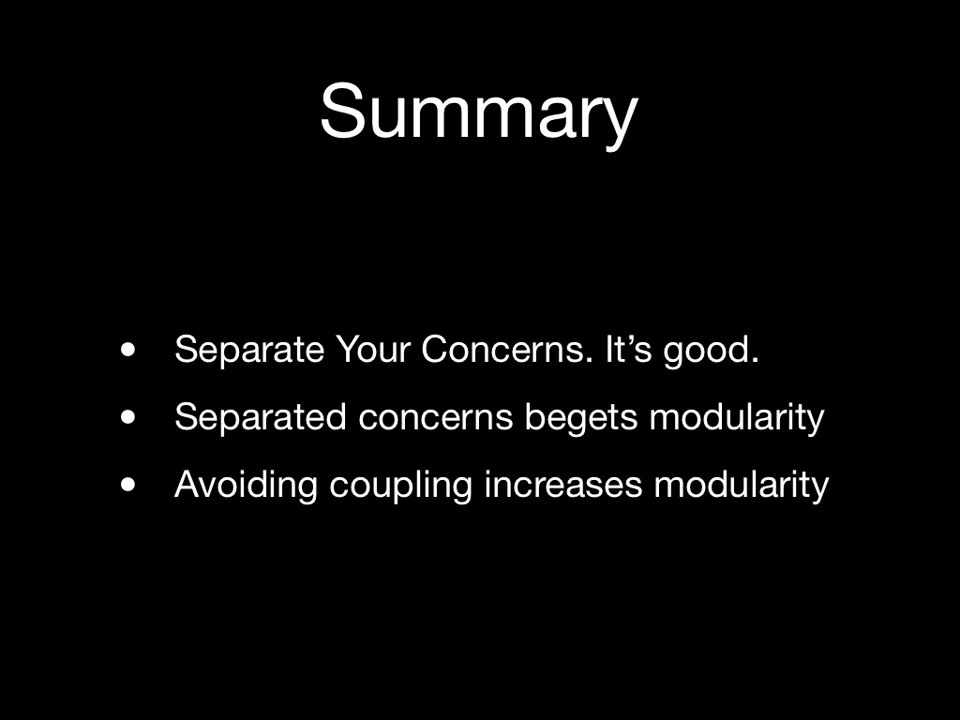 Summary
• Separate Your Concerns. It’s good.
• Separated concerns begets modularity
• Avoiding coupling increases modularity